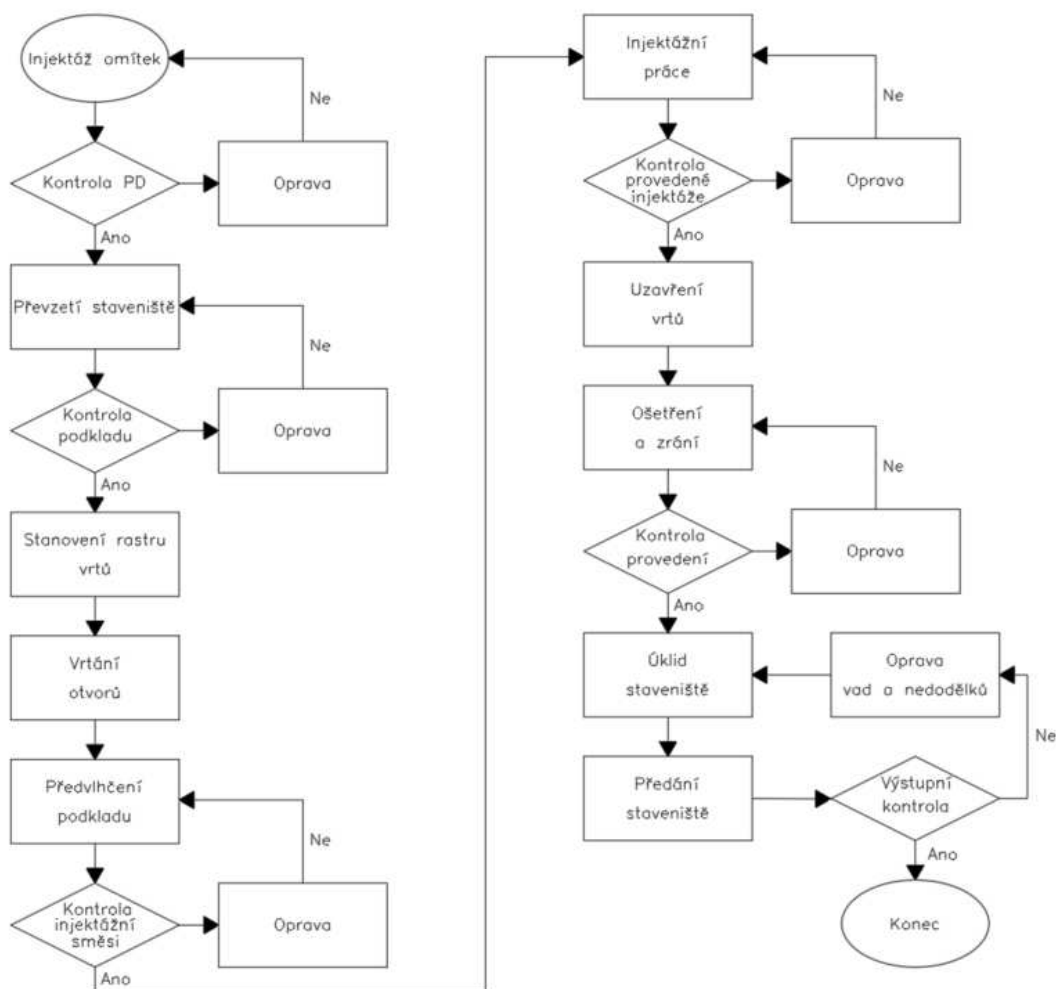 Injektáž omítek
Ne
Kontrola PD
Oprava
Ano
Převzetí staveniště
Ne
Kontrola
podkladu
Oprava
Ano
Stanovení rastru
vrtů
Vrtání
otvorů
Předvlhčení
podkladu
Ne
Kontrola
injektážní
směsi
Oprava
Ano
Injektážní
práce
Ne
Kontrola
provedené
injektáže
Oprava
Ano
Uzavření
vrtů
Ošetření
a zrání
Ne
Kontrola
provedení
Oprava
Ano
Úklid
staveniště
Oprava
vad a nedodělků
Ne
Předání
staveniště
Výstupní
kontrola
Ano
Konec